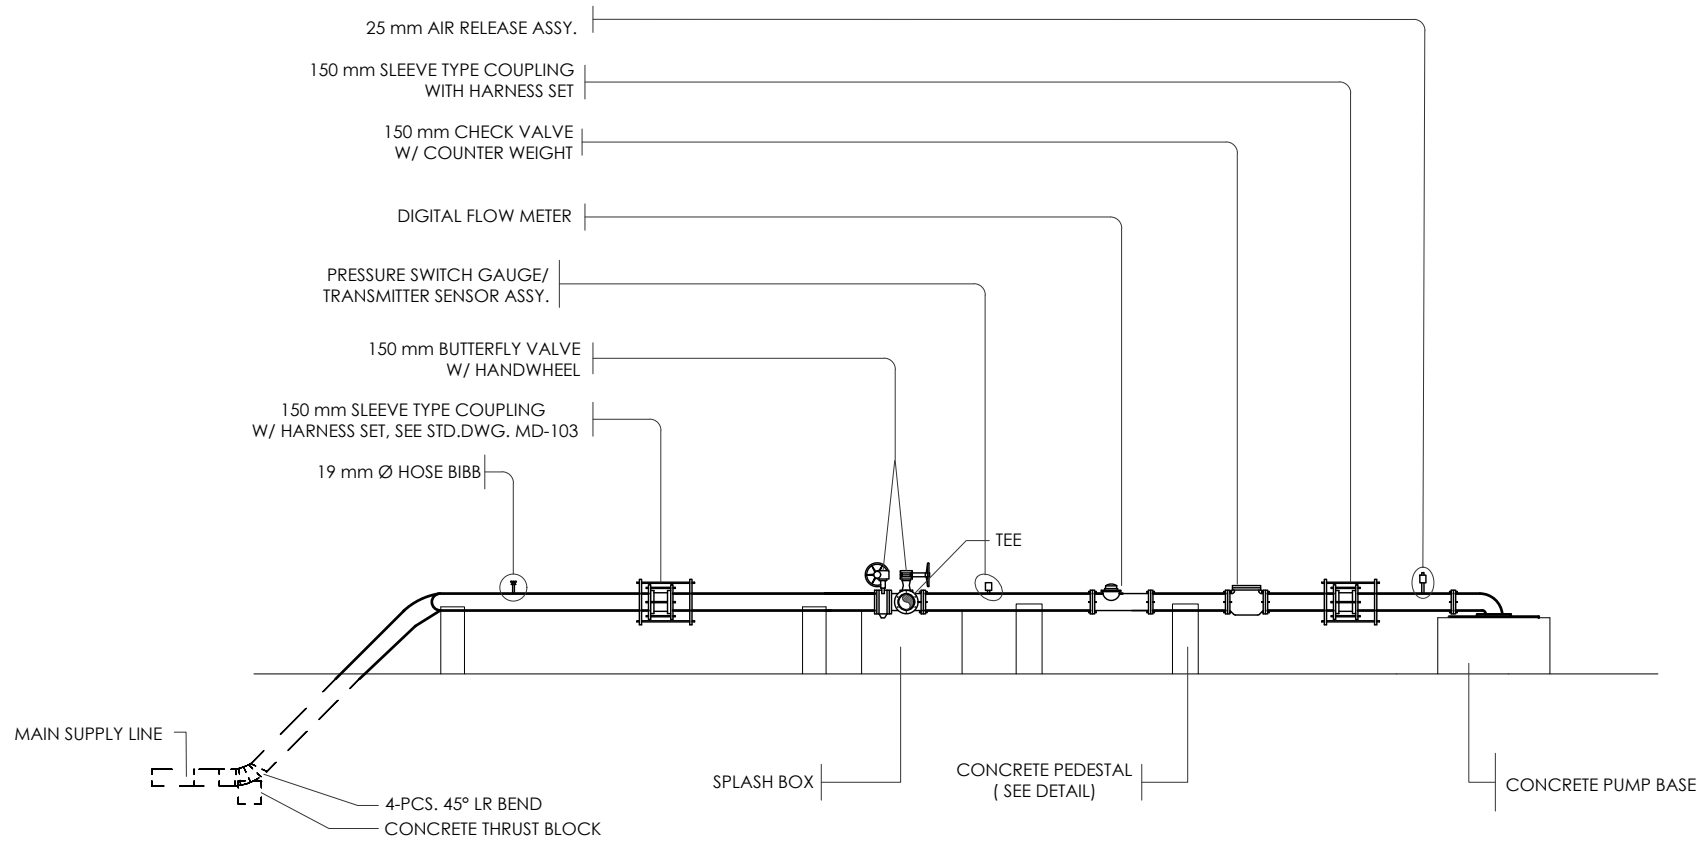 25 mm AIR RELEASE ASSY.
150 mm SLEEVE TYPE COUPLING
WITH HARNESS SET
150 mm CHECK VALVE
W/ COUNTER WEIGHT
DIGITAL FLOW METER
PRESSURE SWITCH GAUGE/
TRANSMITTER SENSOR ASSY.
150 mm BUTTERFLY VALVE
W/ HANDWHEEL
150 mm SLEEVE TYPE COUPLING
W/ HARNESS SET, SEE STD.DWG. MD-103
19 mm Ø HOSE BIBB
TEE
MAIN SUPPLY LINE
4-PCS. 45° LR BEND
CONCRETE THRUST BLOCK
SPLASH BOX
CONCRETE PEDESTAL
( SEE DETAIL)
CONCRETE PUMP BASE